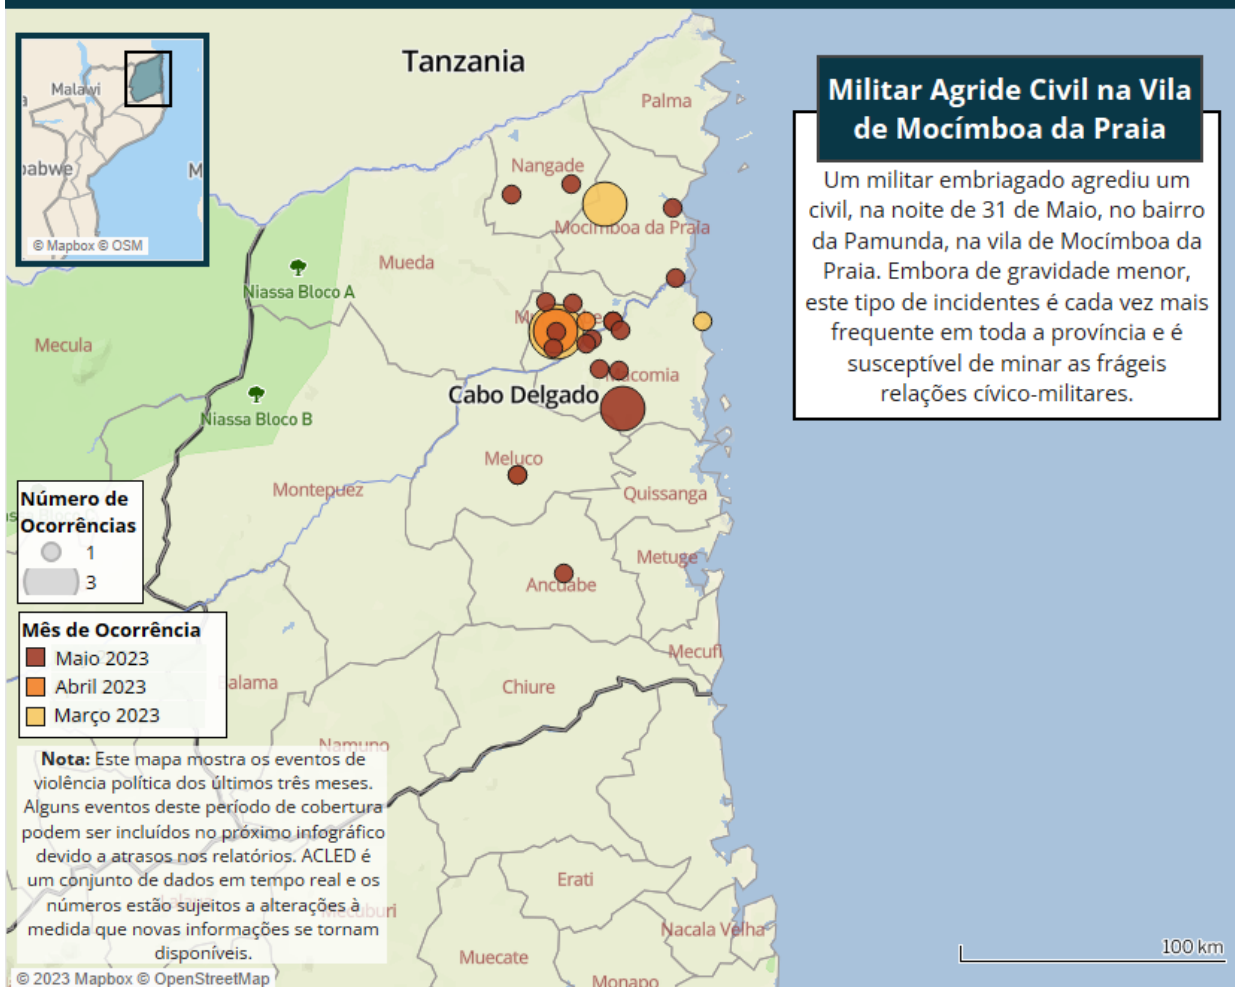 Tanzania
Malawi
© Mapbox © OSM
Militar Agride Civil na Vila
de Mocímboa da Praia
Um militar embriagado agrediu um
civil, na noite de 31 de Maio, no bairro
da Pamunda, na vila de Mocímboa da
Praia. Embora de gravidade menor,
este tipo de incidentes é cada vez mais
frequente em toda a província e é
susceptível de minar as frágeis
relações cívico-militares.
Palma
Nangade
Mocímboa da Praia
Mueda
Niassa Bloco A
Mecula
Macomia
Cabo Delgado
Niassa Bloco B
Meluco
Montepuez
Quissanga
Metuge
Ancuabe
Mecufi
Chiure
Balama
Namuno
Número de
Ocorrências
1
3
Mês de Ocorrência
Maio 2023
Abril 2023
Março 2023
Nota: Este mapa mostra os eventos de
violência política dos últimos três meses.
Alguns eventos deste período de cobertura
podem ser incluídos no próximo infográfico
devido a atrasos nos relatórios. ACLED é
um conjunto de dados em tempo real e os
números estão sujeitos a alterações à
medida que novas informações se tornam
disponíveis.
Erati
Mecuburi
Nacala Velha
Muecate
Monapo
100 km
© 2023 Mapbox © OpenStreetMap